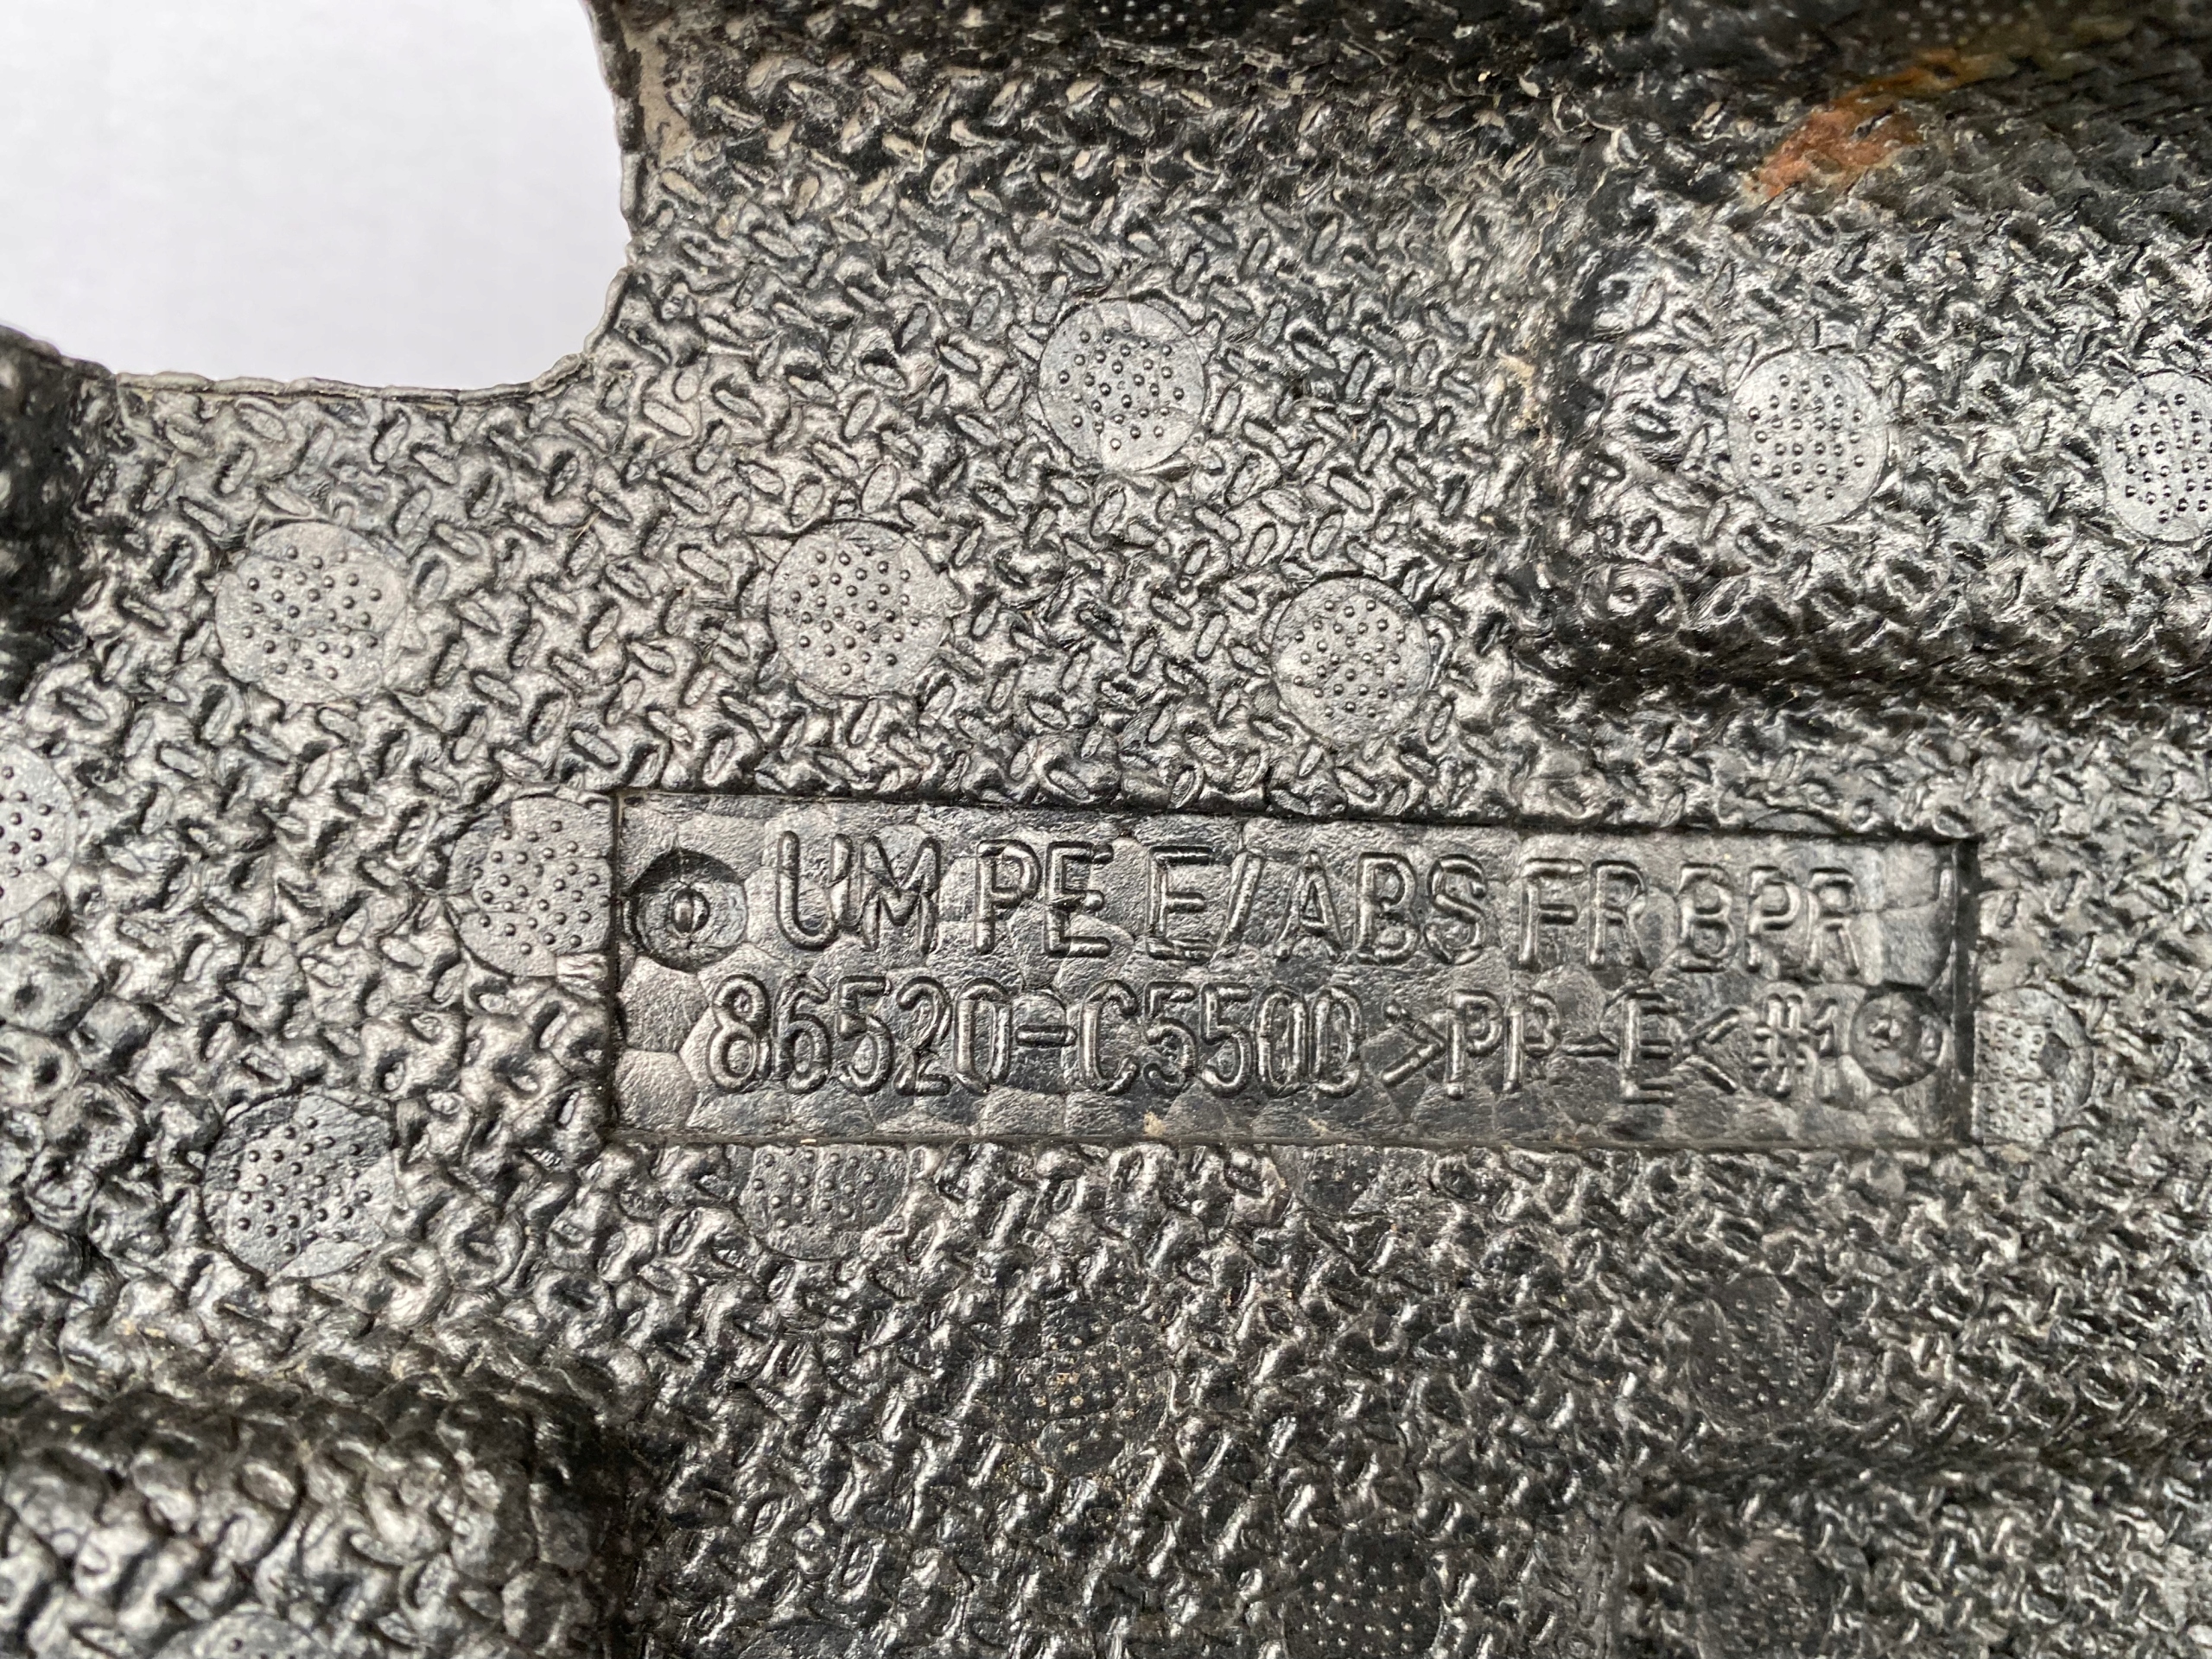 UM PE E/ABS FR BPR
86520-C5500 >PP-E< #1